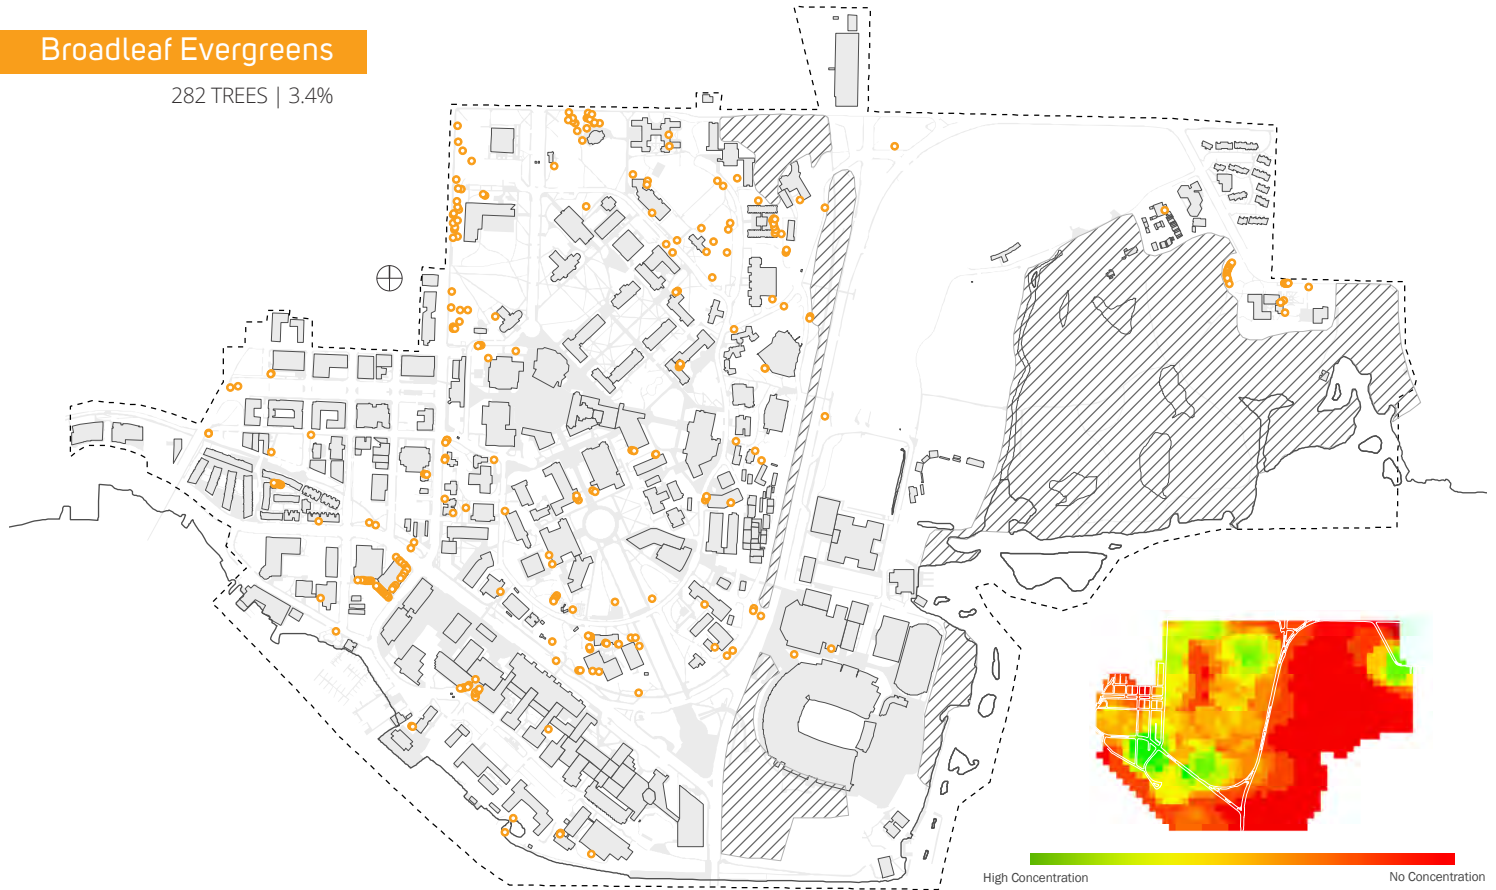 Broadleaf Evergreens
282 TREES | 3.4%
High Concentration
No Concentration